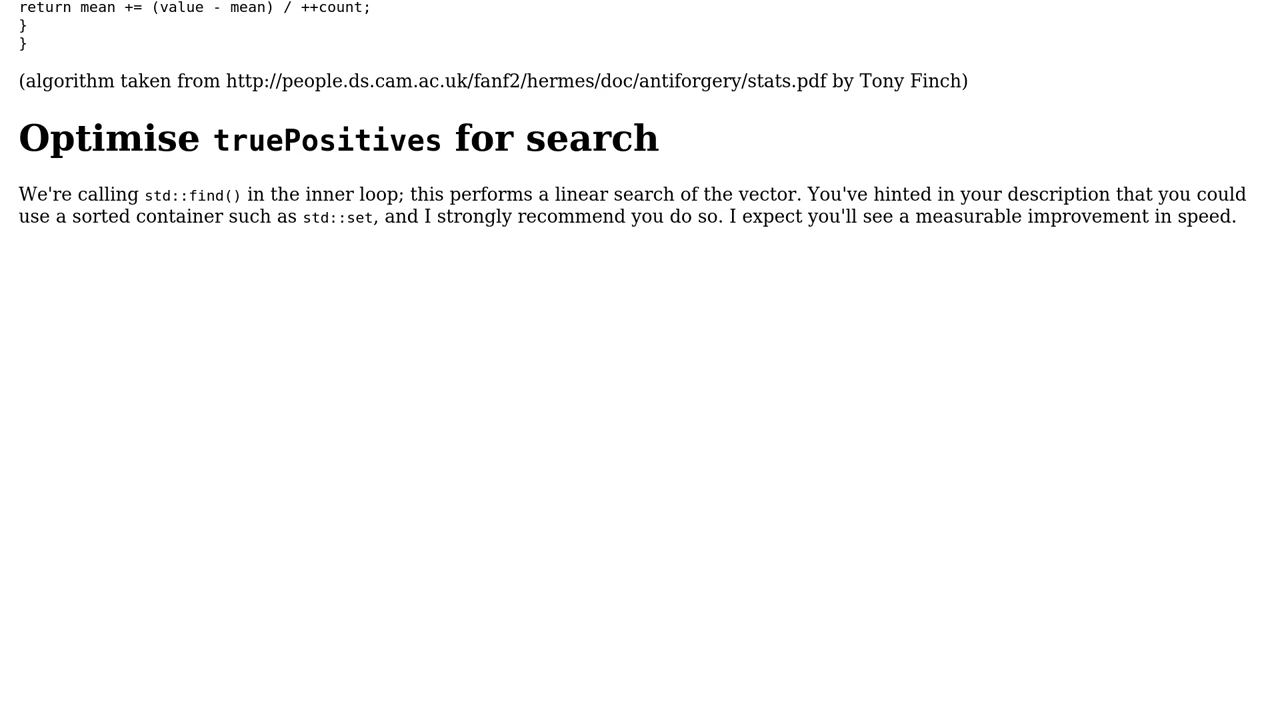 return mean += (value - mean) / ++count;
}
}
(algorithm taken from http://people.ds.cam.ac.uk/fanf2/hermes/doc/antiforgery/stats.pdf by Tony Finch)
Optimise truePositives for search
We're calling std::find() in the inner loop; this performs a linear search of the vector. You've hinted in your description that you could
use a sorted container such as std::set, and I strongly recommend you do so. I expect you'll see a measurable improvement in speed.